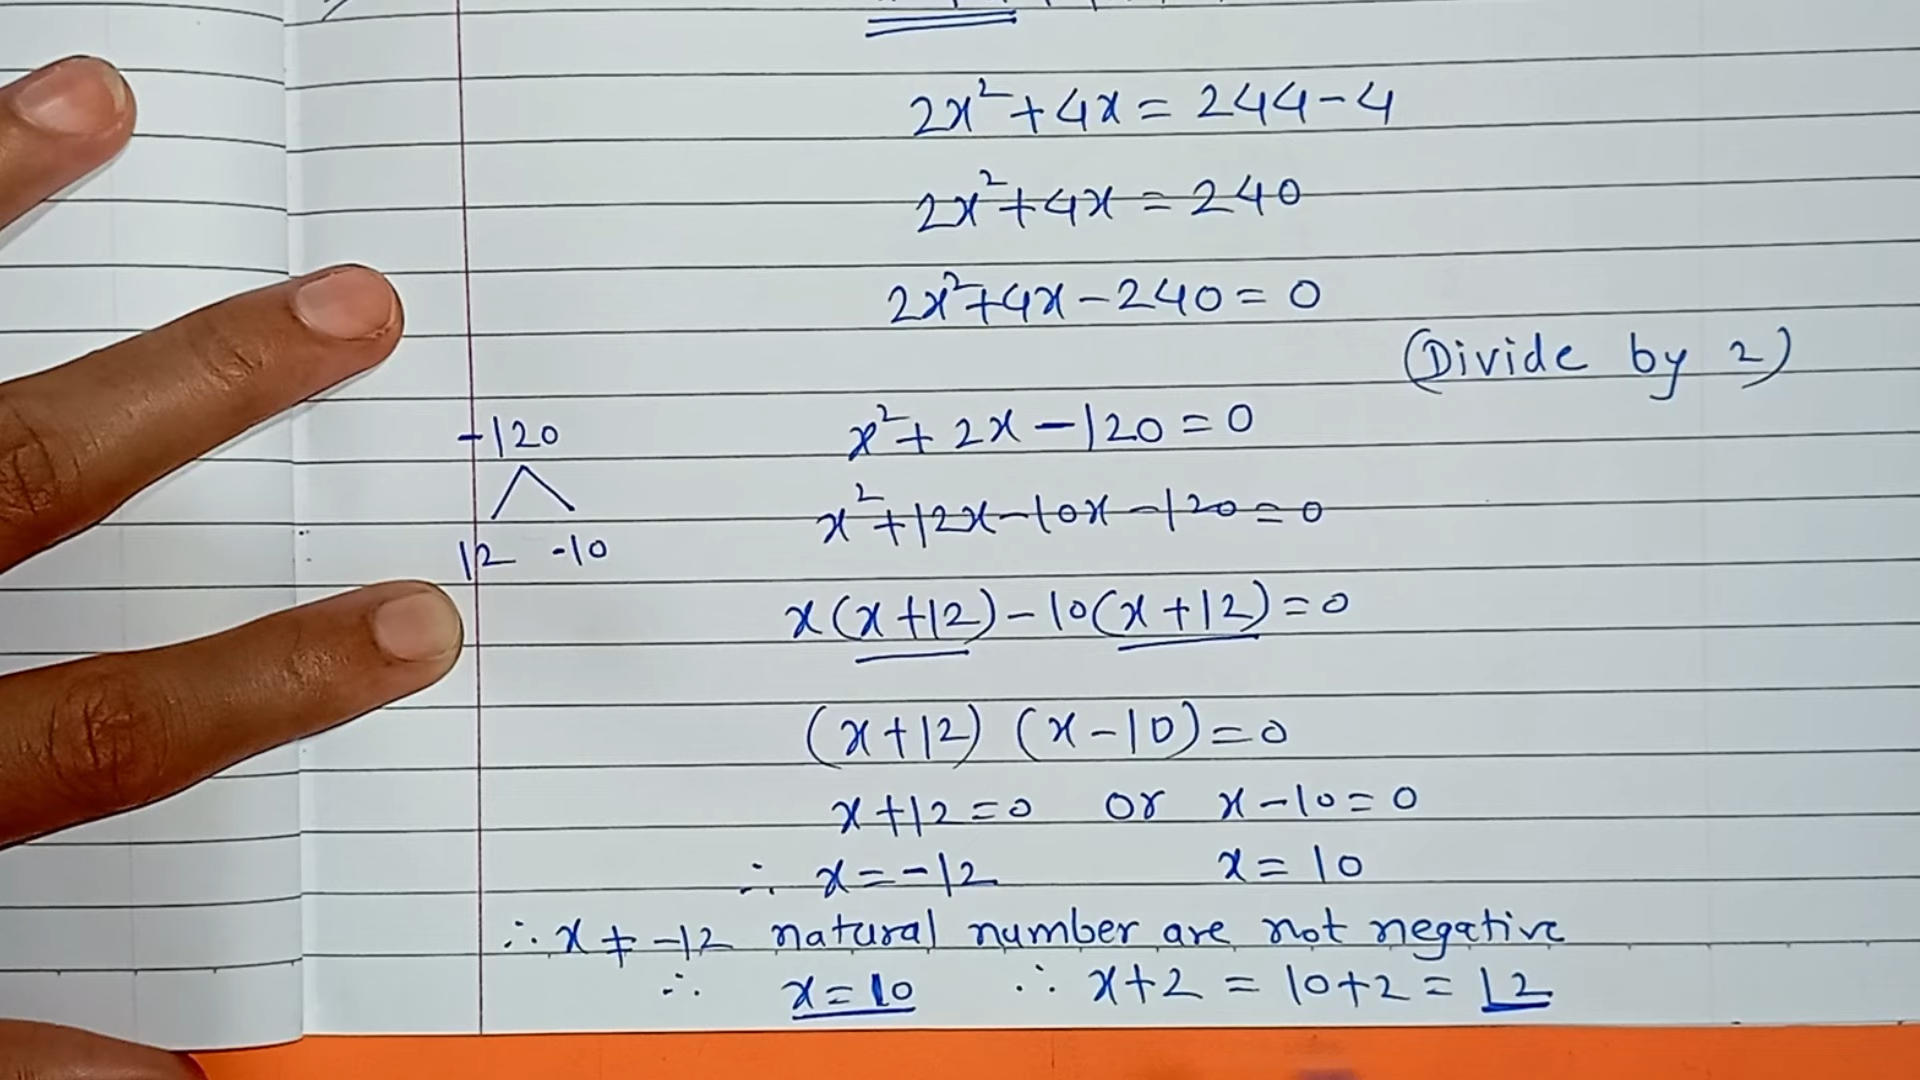 2x²+4x = 244-4
2x²+4x = 240
2x²+4x-240 = 0
(Divide by 2)
-120
12 -10
x²+2x-120 = 0
x²+12x-10x-120 = 0
x(x+12)-10(x+12) = 0
(x+12) (x-10) = 0
x+12=0 or x-10=0
∴ x=-12 x=10
∴ x≠-12 natural number are not negative
∴ x=10 ∵ x+2 = 10+2 = 12